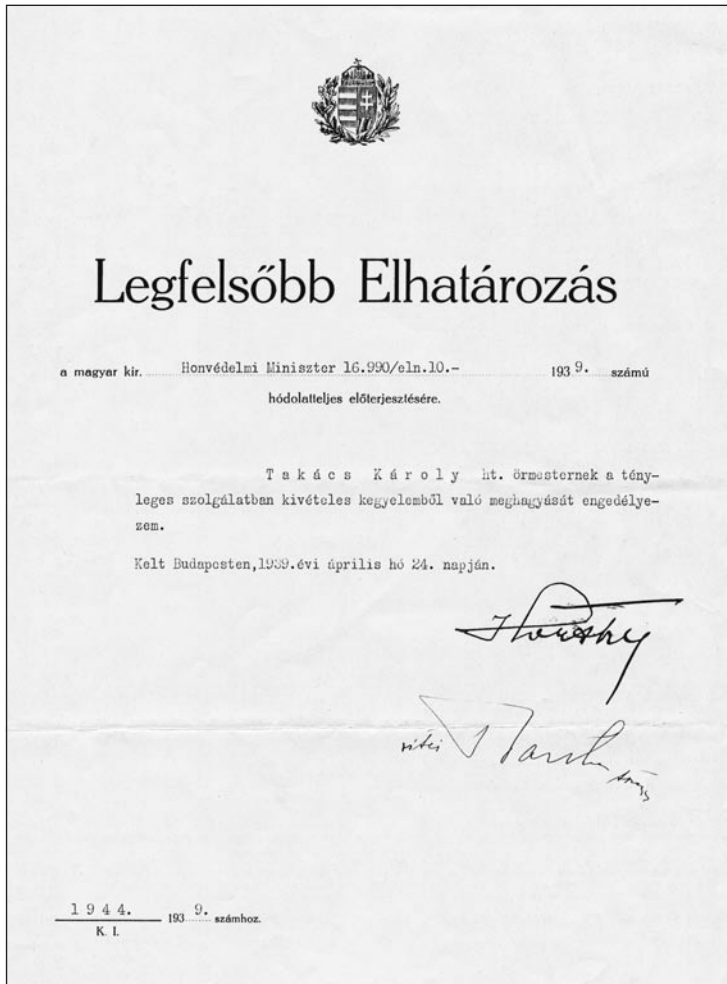 Legfelsőbb Elhatározás
a magyar kir. Honvédelmi Miniszter 16.990/eln.10.- 1939. számú
hódolatteljes előterjesztésére.
Takács Károly ht. őrmesternek a tény-
leges szolgálatban kivételes kegyelemből való meghagyását engedélye-
zem.
Kelt Budapesten,1939.évi április hó 24. napján.
Horthy
vitéz Bartha
1944. 1939. számhoz.
K. I.